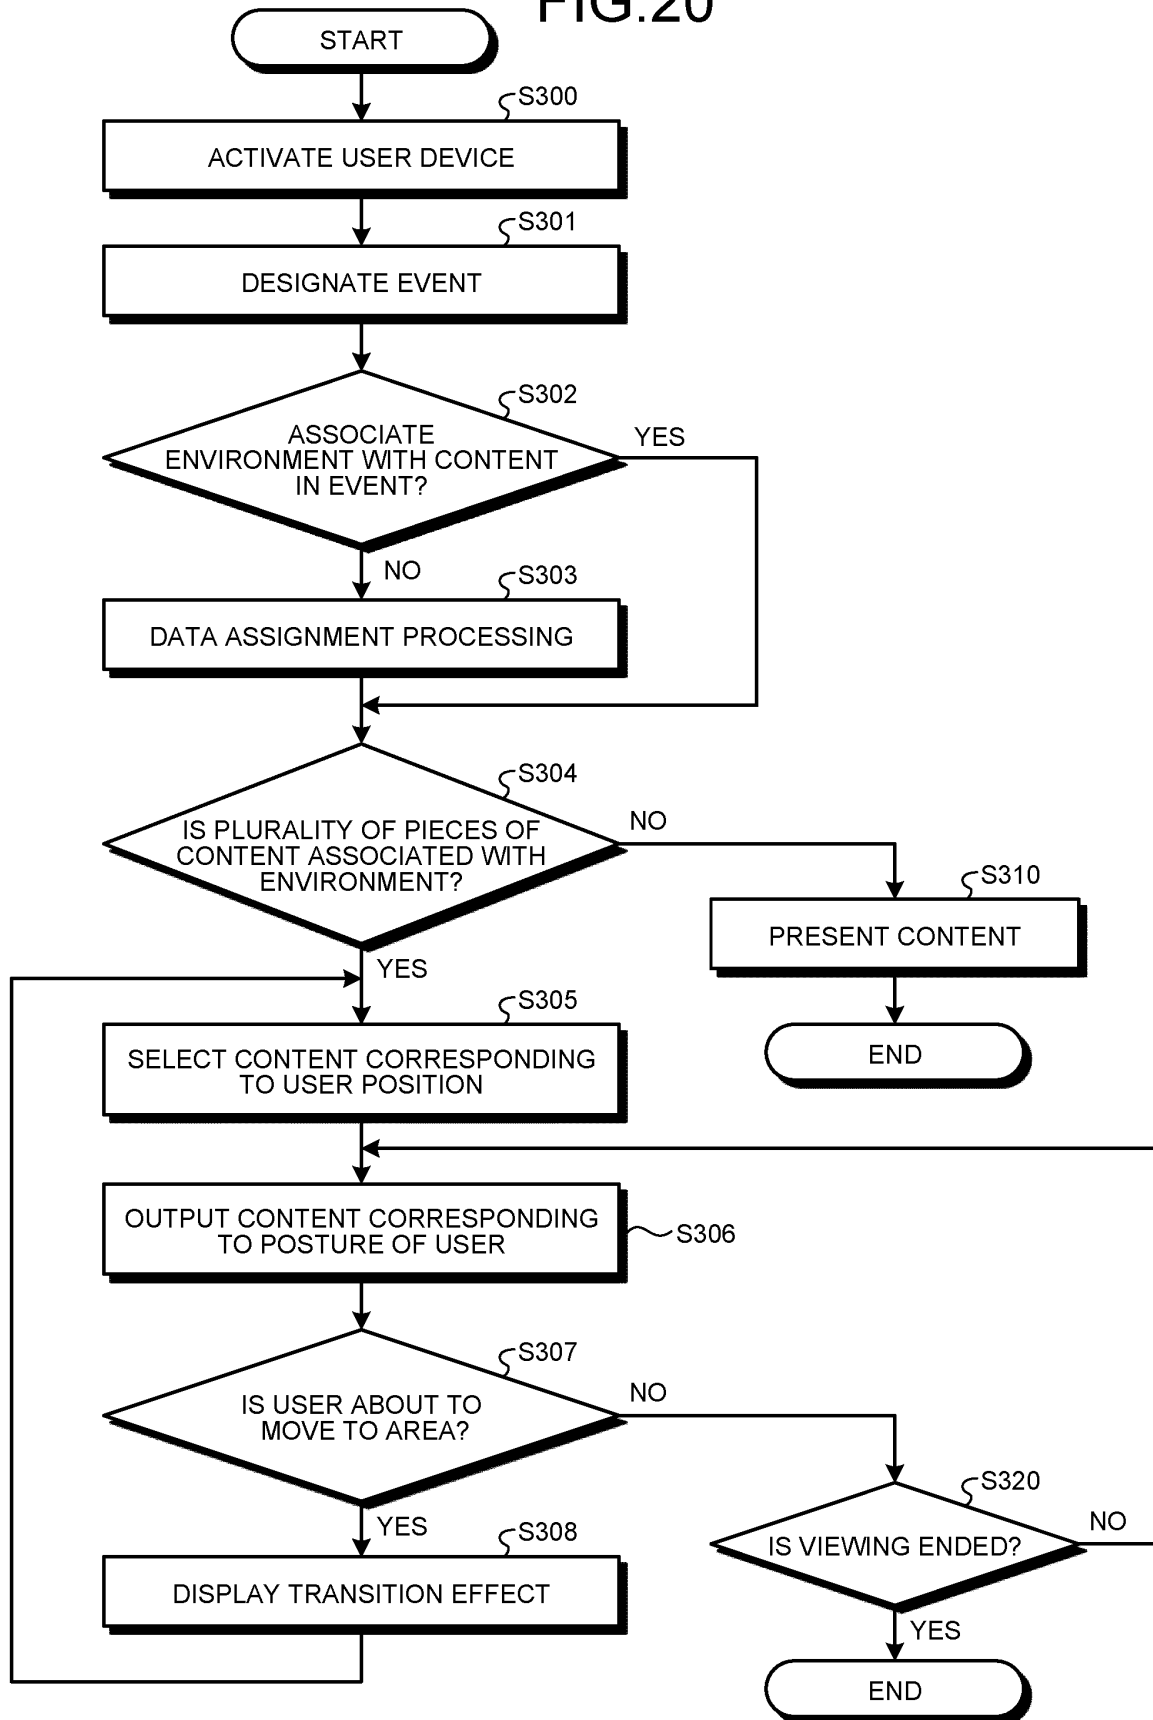 FIG.20
START
S300
ACTIVATE USER DEVICE
S301
DESIGNATE EVENT
S302
ASSOCIATE
ENVIRONMENT WITH CONTENT
IN EVENT?
YES
NO
S303
DATA ASSIGNMENT PROCESSING
S304
IS PLURALITY OF PIECES OF
CONTENT ASSOCIATED WITH
ENVIRONMENT?
NO
S310
PRESENT CONTENT
END
YES
S305
SELECT CONTENT CORRESPONDING
TO USER POSITION
OUTPUT CONTENT CORRESPONDING
TO POSTURE OF USER
S306
S307
IS USER ABOUT TO
MOVE TO AREA?
NO
S320
IS VIEWING ENDED?
NO
YES
S308
DISPLAY TRANSITION EFFECT
YES
END